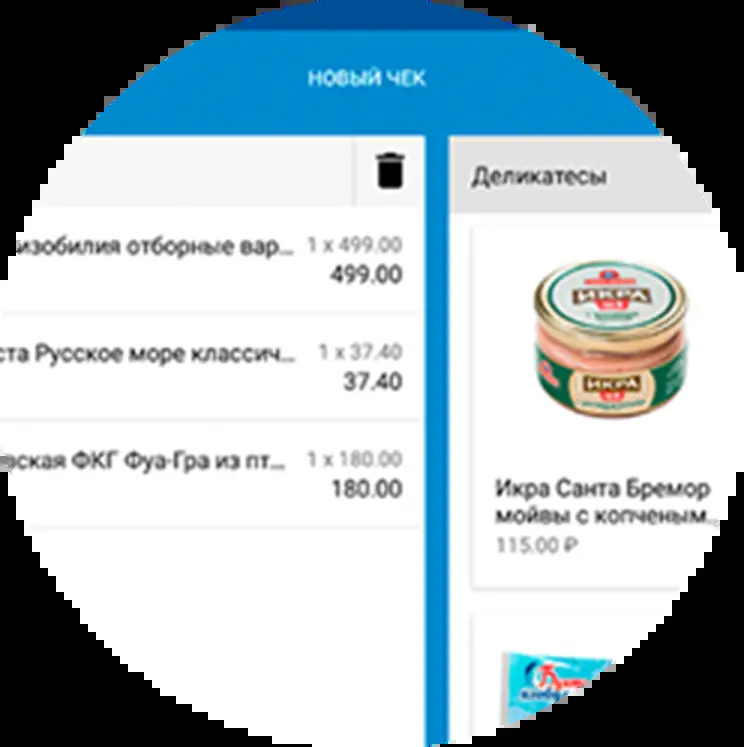 НОВЫЙ ЧЕК
изобилия отборные вар... 1 x 499.00
499.00
ста Русское море классич... 1 x 37.40
37.40
вская ФКГ Фуа-Гра из пт... 1 x 180.00
180.00
Деликатесы
ИКРА
ИКРА
Икра Санта Бремор
мойвы с копченым...
115.00 ₽